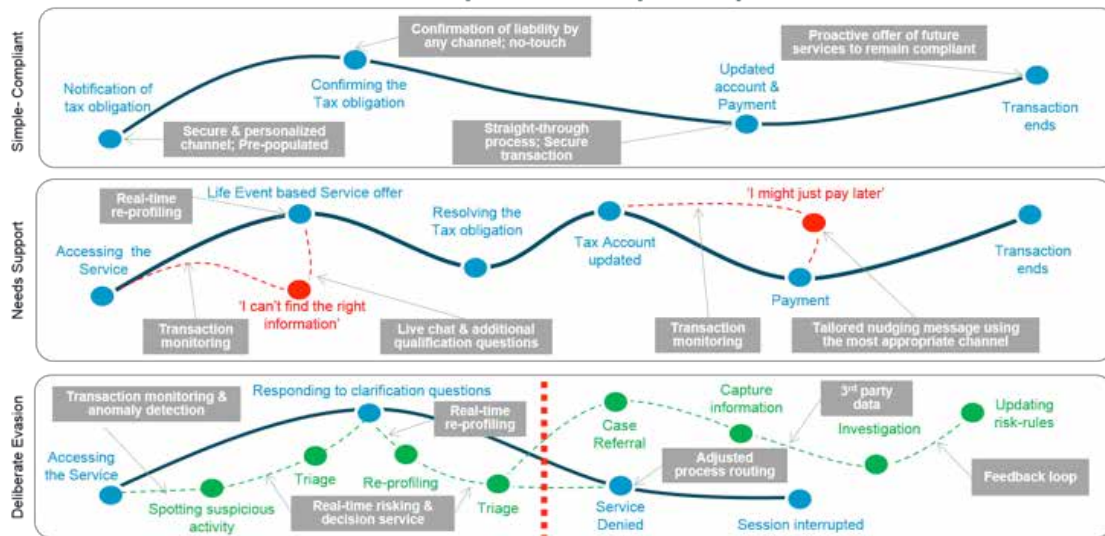 Simple- Compliant
Notification of
tax obligation
Secure & personalized
channel; Pre-populated
Confirmation of liability by
any channel; no-touch
Confirming the
Tax obligation
Updated
account &
Payment
Straight-through
process; Secure
transaction
Proactive offer of future
services to remain compliant
Transaction
ends
Needs Support
Real-time
re-profiling
Life Event based Service offer
Accessing the
Service
'I can't find the right
information'
Transaction
monitoring
Live chat & additional
qualification questions
Resolving the
Tax obligation
Tax Account
updated
Transaction
monitoring
'I might just pay later'
Payment
Tailored nudging message using
the most appropriate channel
Transaction
ends
Deliberate Evasion
Transaction monitoring &
anomaly detection
Accessing
the Service
Spotting suspicious
activity
Triage
Responding to clarification questions
Real-time
re-profiling
Re-profiling
Real-time risking &
decision service
Triage
Case
Referral
Service
Denied
Adjusted
process routing
Capture
information
3rd party
data
Investigation
Updating
risk-rules
Feedback loop
Session interrupted